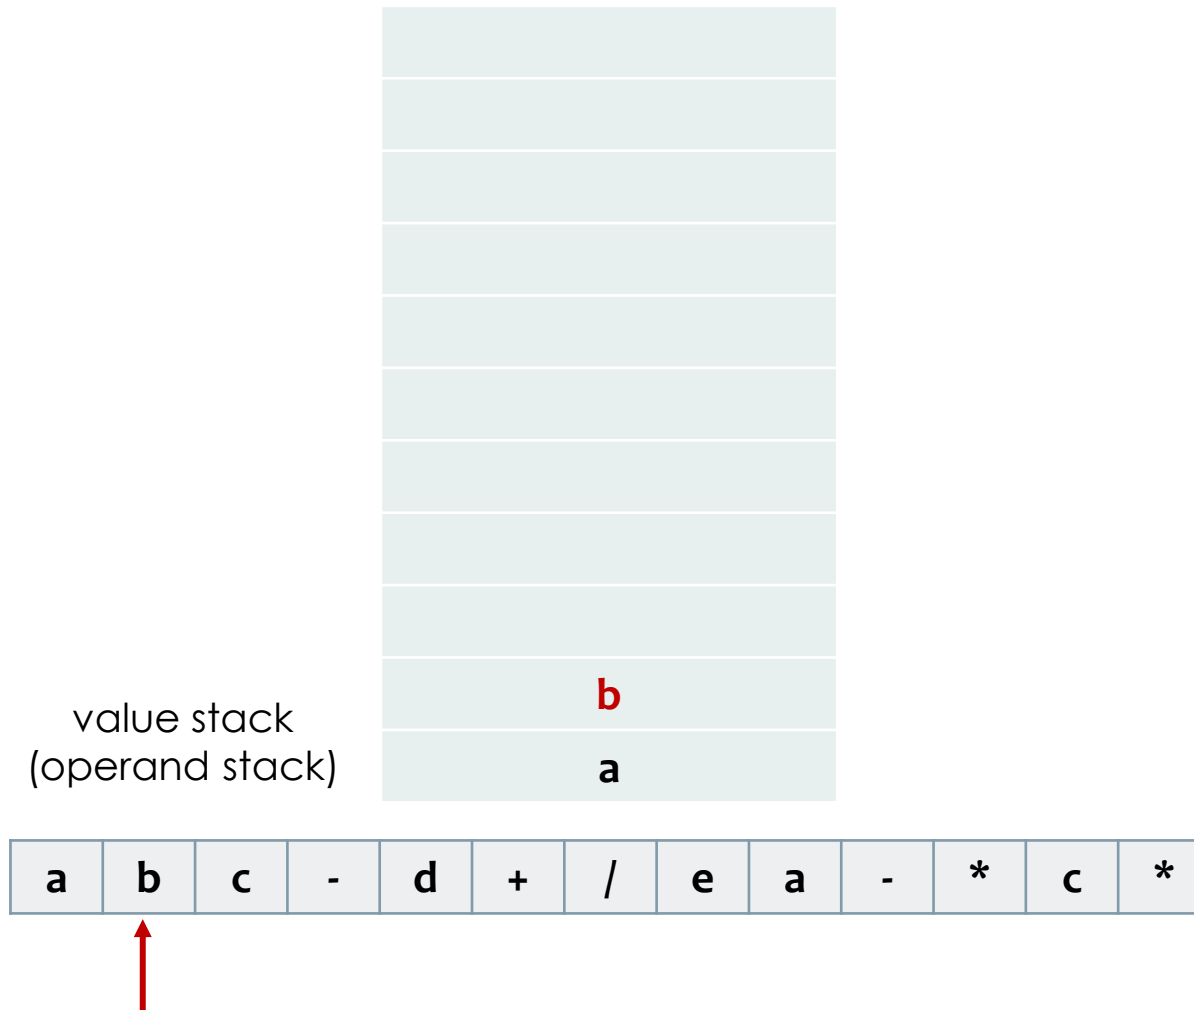 b
value stack
(operand stack)
a
a b c - d + / e a - * c *